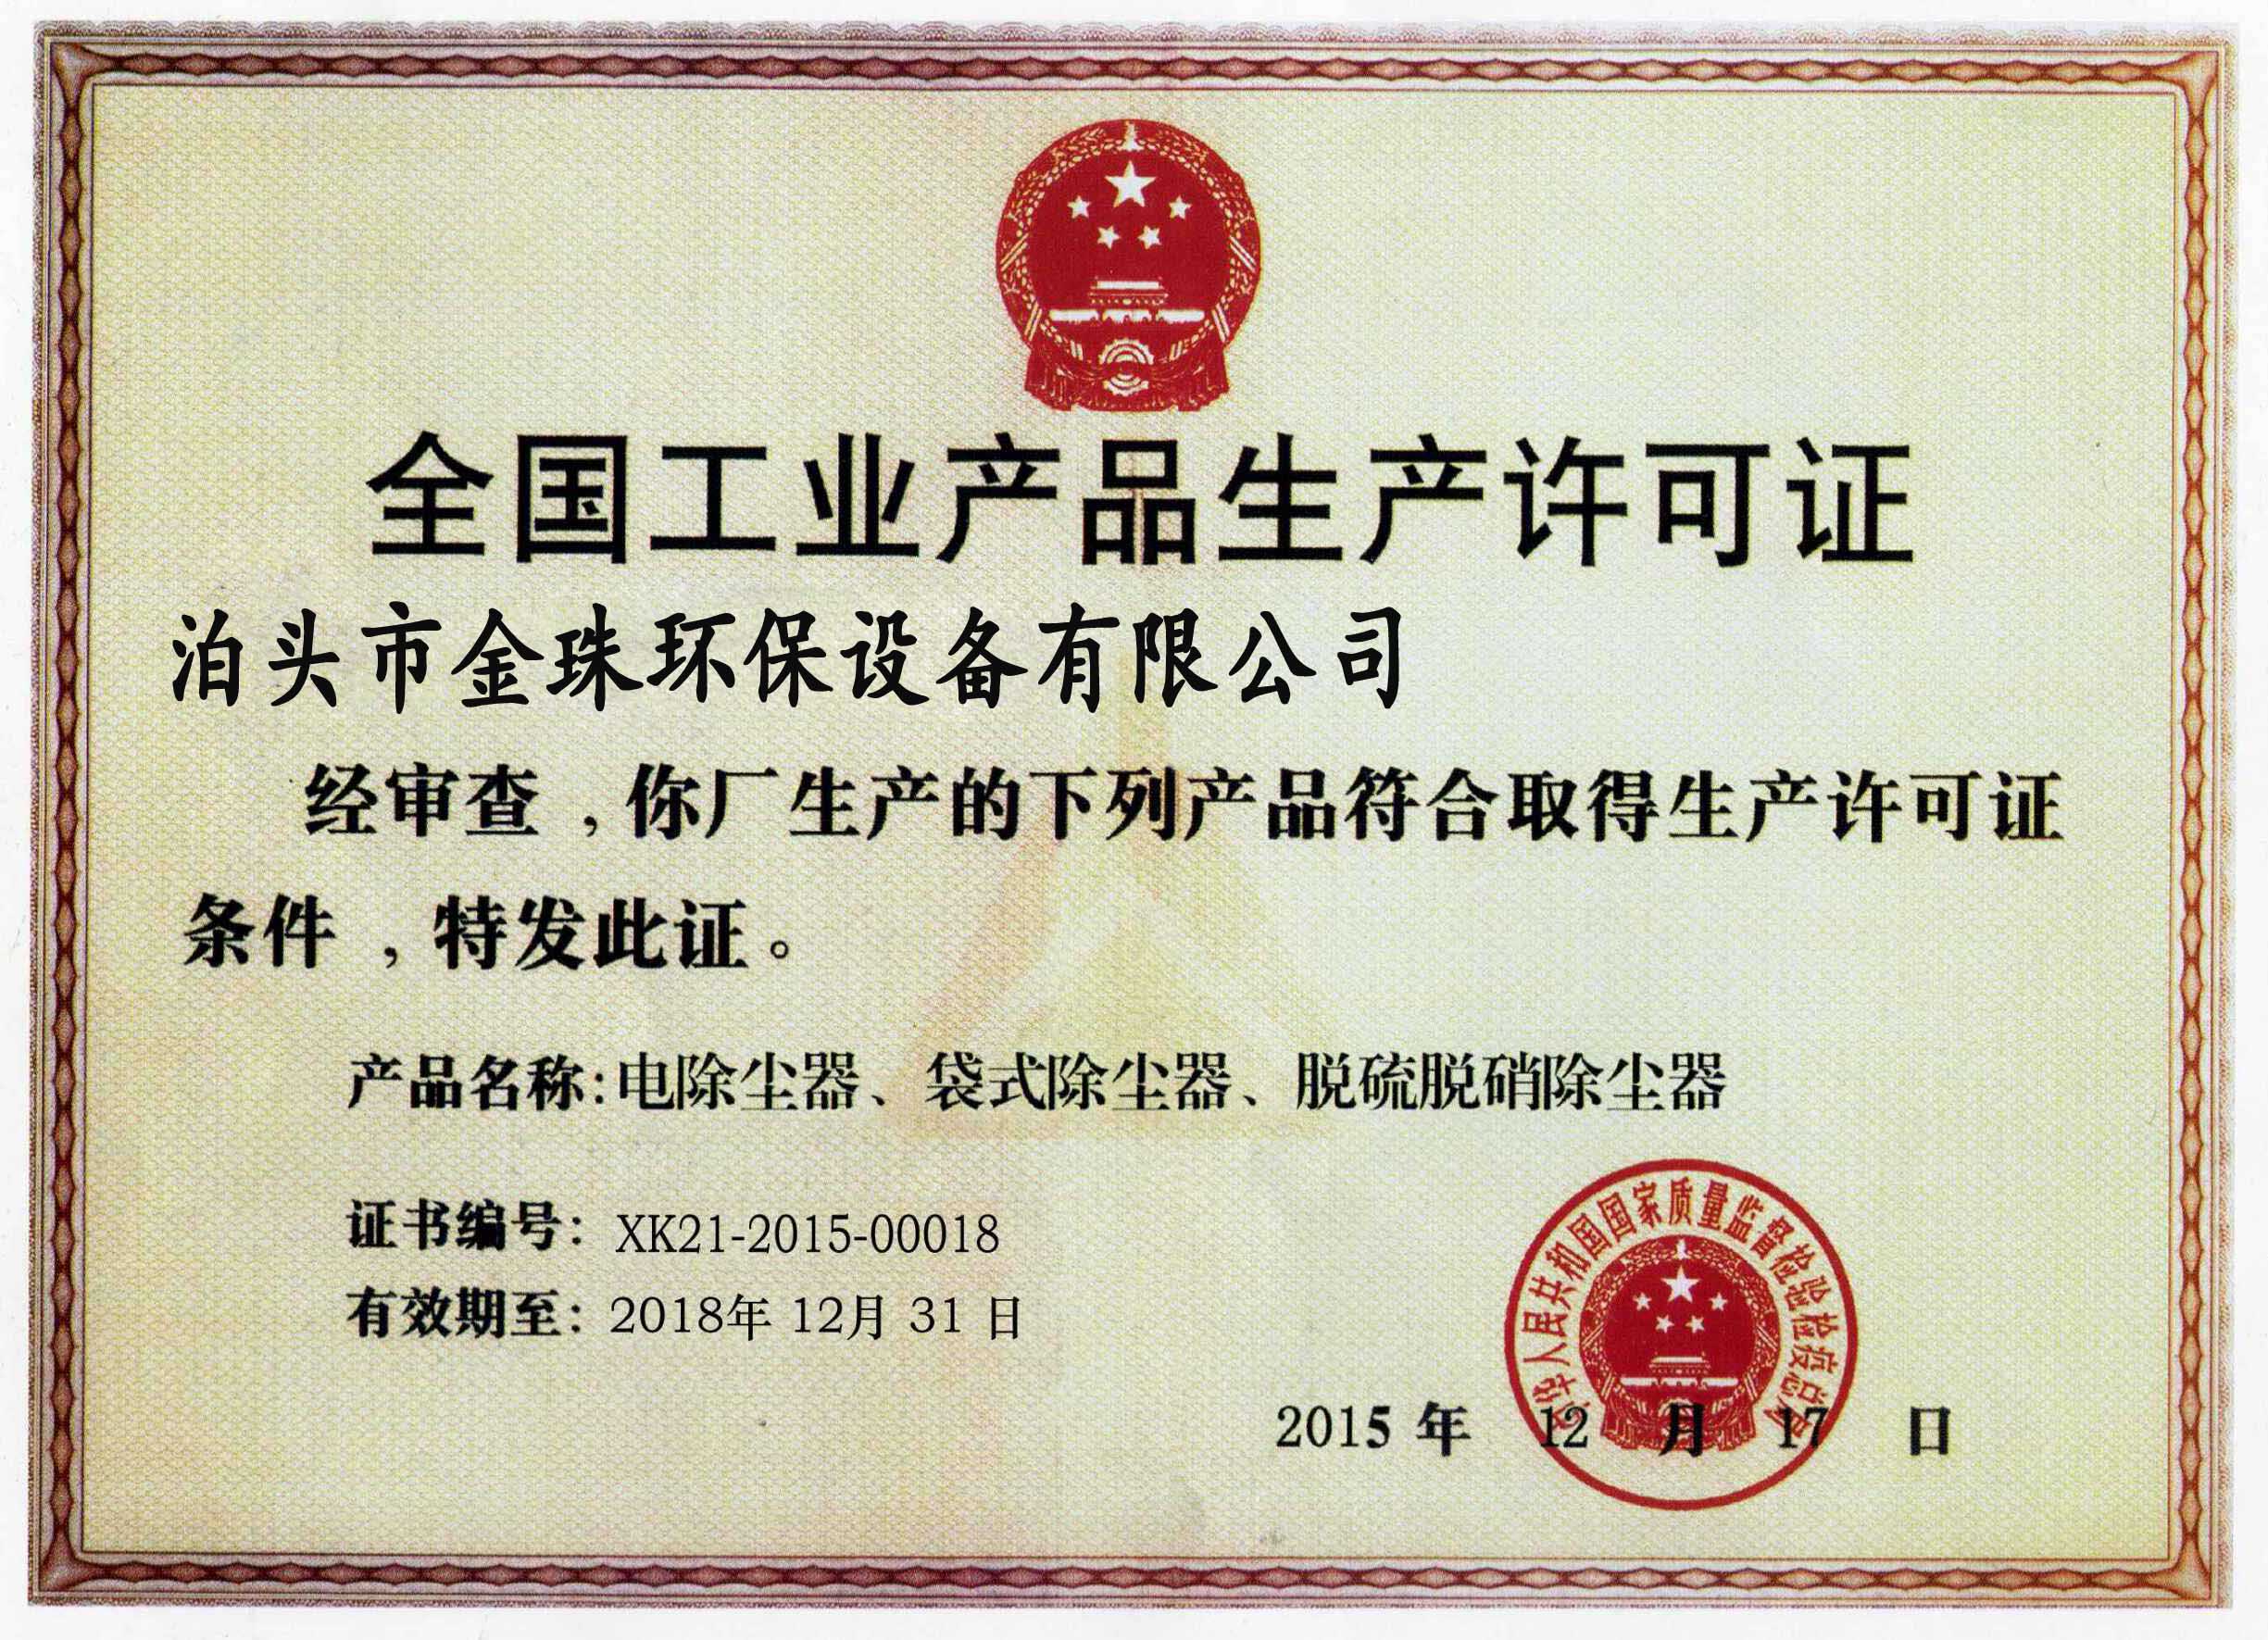 全国工业产品生产许可证
泊头市金珠环保设备有限公司
经审查,你厂生产的下列产品符合取得生产许可证
条件,特发此证。
产品名称:电除尘器、袋式除尘器、脱硫脱硝除尘器
证书编号: XK21-2015-00018
有效期至: 2018年 12月 31 日
中华人民共和国国家质量监督检验检疫总局
2015 年 12 月 17 日